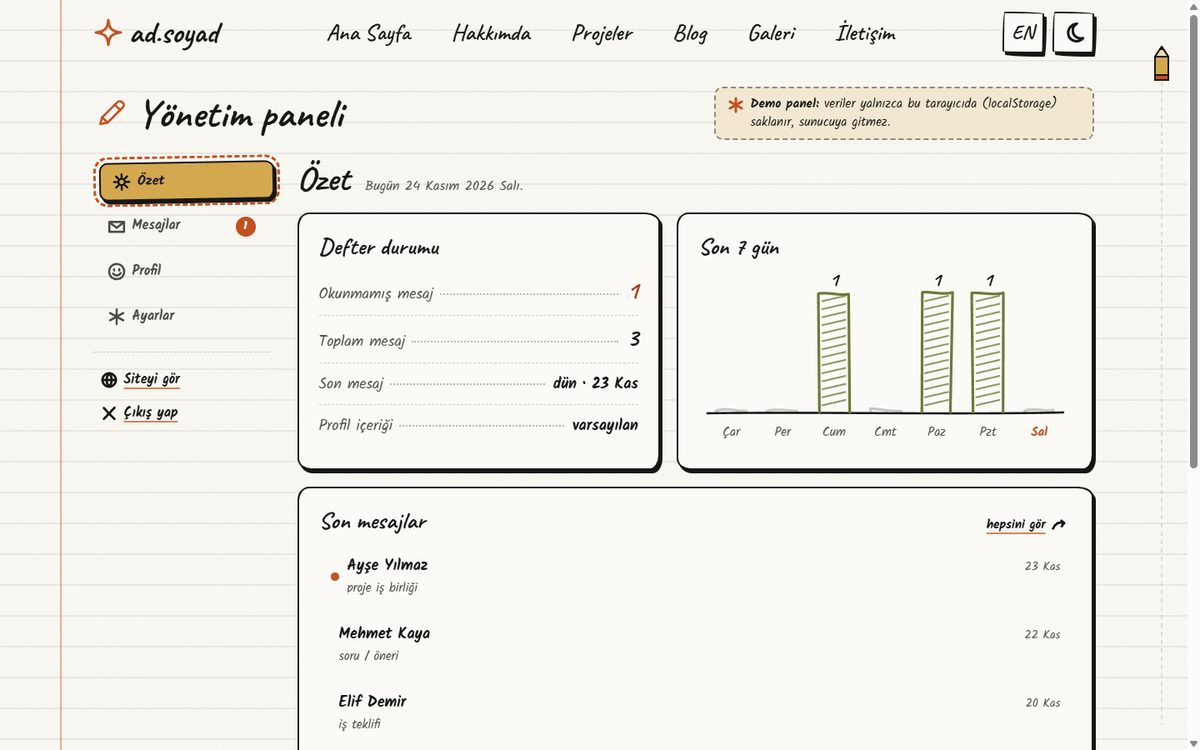 ad.soyad
Ana Sayfa
Hakkımda
Projeler
Blog
Galeri
İletişim
EN
Yönetim paneli
Demo panel: veriler yalnızca bu tarayıcıda (localStorage)
saklanır, sunucuya gitmez.
Özet
Mesajlar
1
Profil
Ayarlar
Siteyi gör
Çıkış yap
Özet
Bugün 24 Kasım 2026 Salı.
Defter durumu
Okunmamış mesaj 1
Toplam mesaj 3
Son mesaj dün · 23 Kas
Profil içeriği varsayılan
Son 7 gün
1 1 1
Çar Per Cum Cmt Paz Pzt Sal
Son mesajlar
hepsini gör
Ayşe Yılmaz
23 Kas
proje iş birliği
Mehmet Kaya
22 Kas
soru / öneri
Elif Demir
20 Kas
iş teklifi